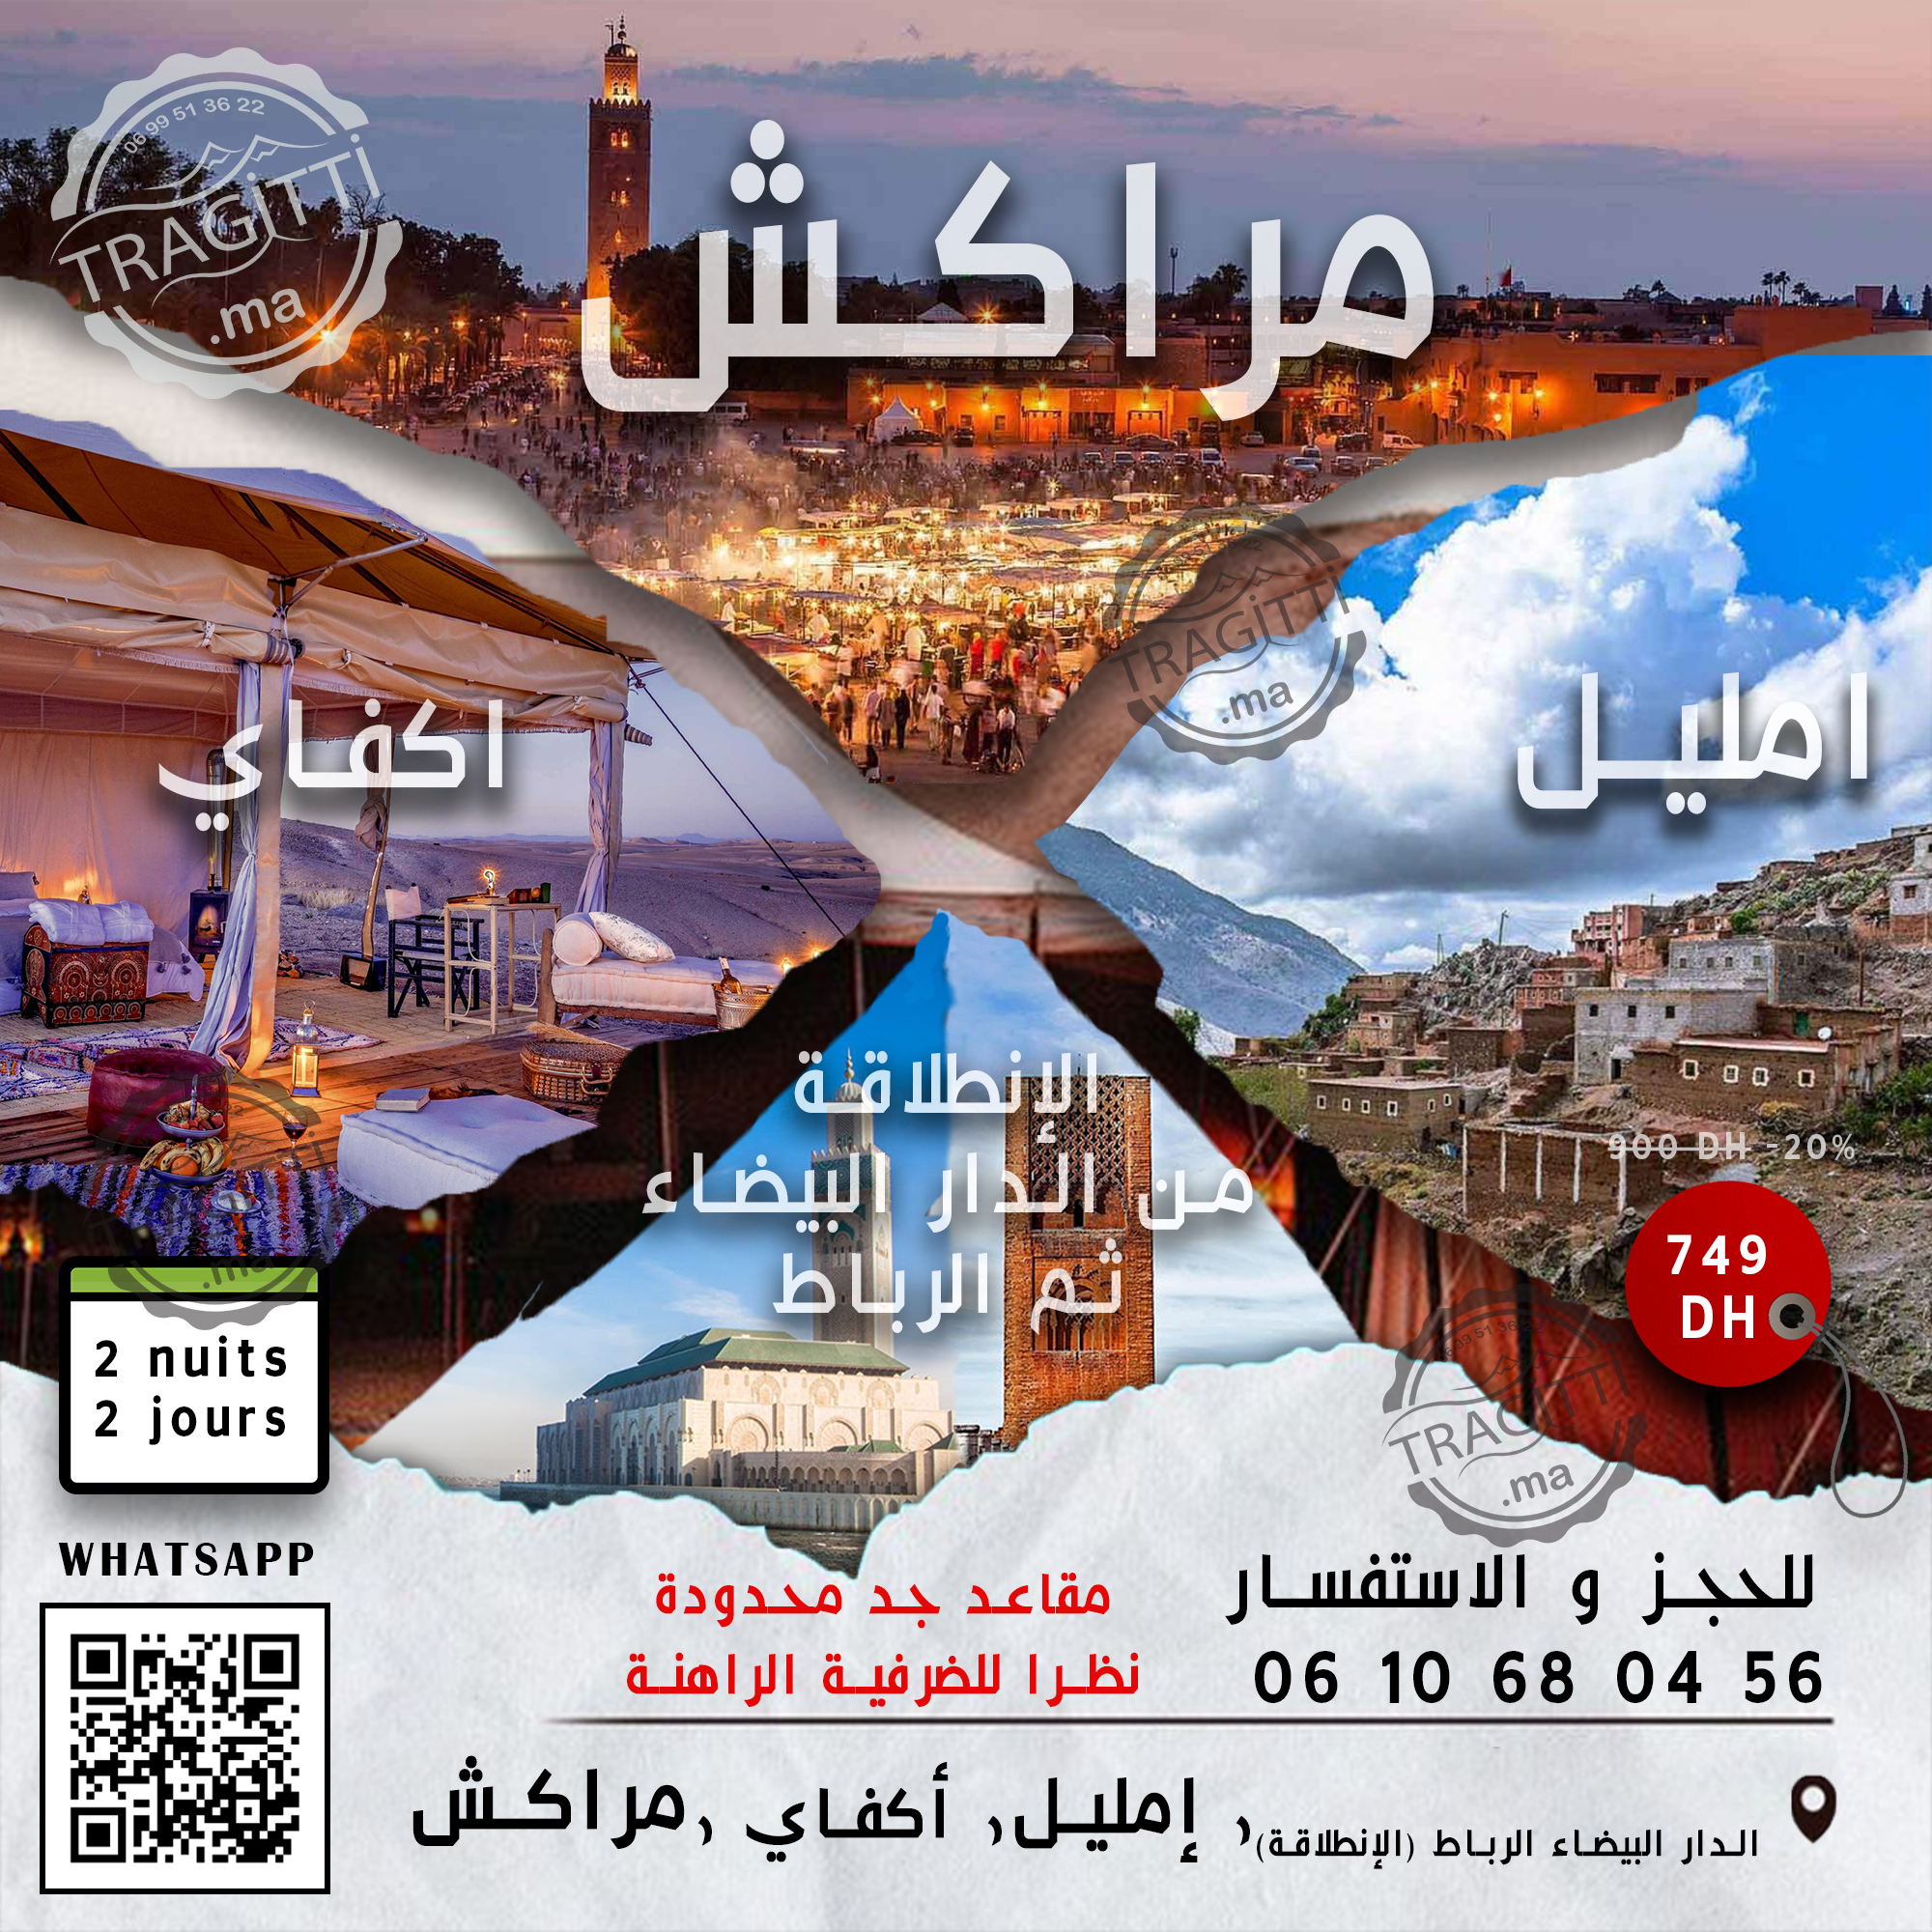 06 99 51 36 22
TRAGiTTi
.ma
مراكش
TRAGiTTi
.ma
امليل
اكفاي
الإنطلاقة
من الدار البيضاء
ثم الرباط
900 DH -20%
749
DH
.ma
2 nuits
2 jours
TRAGiTTi
.ma
WHATSAPP
للحجز و الاستفسار
06 10 68 04 56
مقاعد جد محدودة
نظرا للضرفية الراهنة
الدار البيضاء الرباط (الإنطلاقة), إمليل, أكفاي ,مراكش